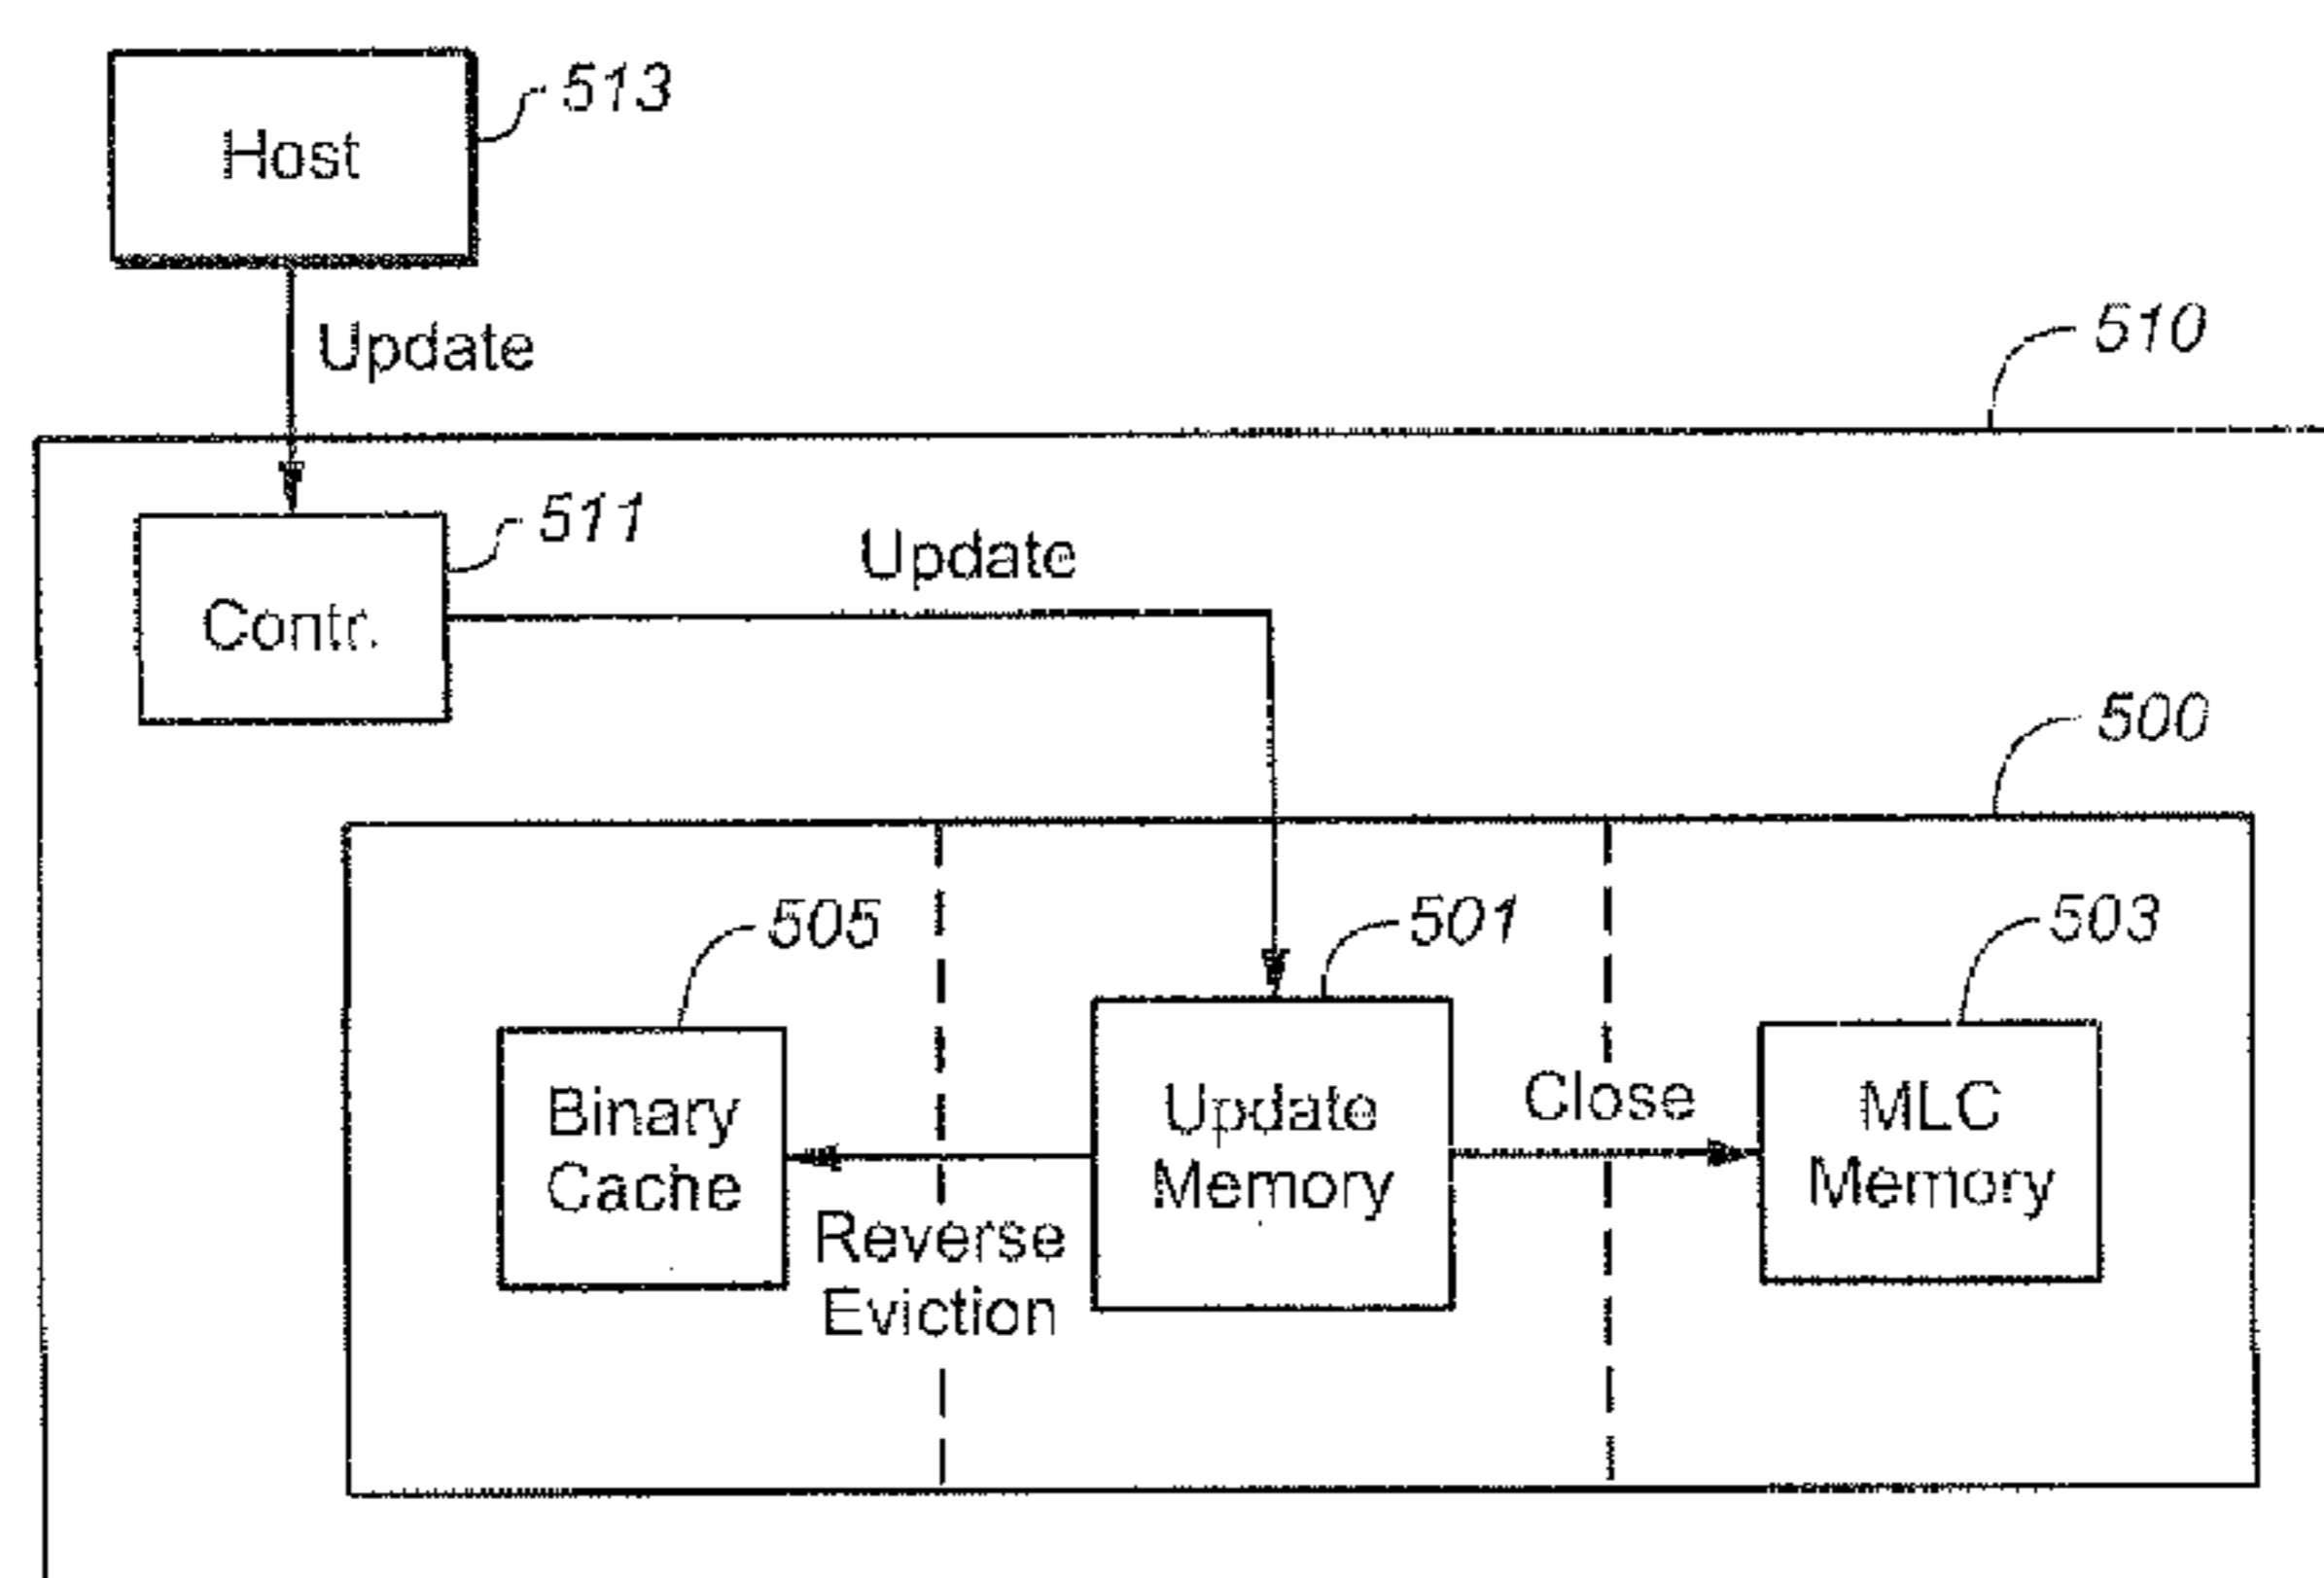 513
Host
Update
510
511
Update
Contr.
500
505
501
503
Binary
Cache
Update
Memory
Close
MLC
Memory
Reverse
Eviction